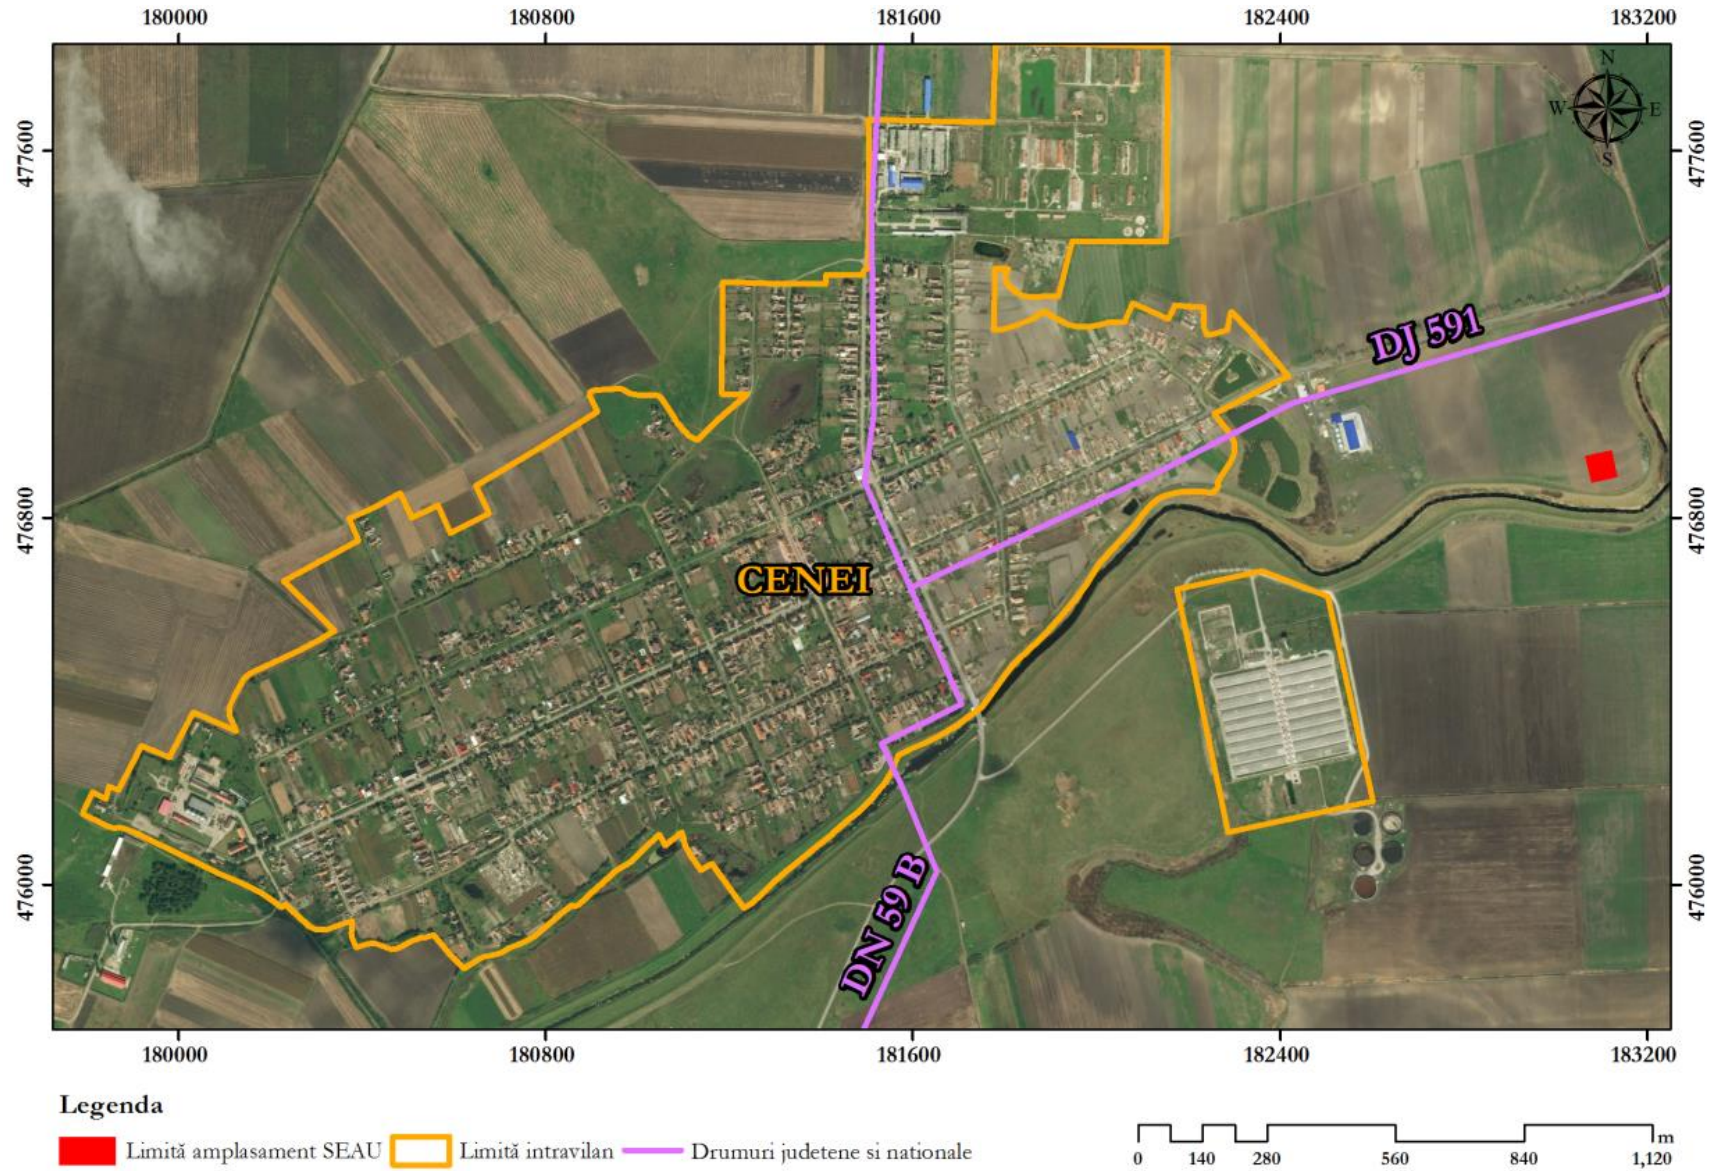 180000 180800 181600 182400 183200
N
W E
S
477600 477600
DJ 591
476800 476800
CENEI
476000 476000
DN 59 B
180000 180800 181600 182400 183200
Legenda
Limită amplasament SEAU Limită intravilan Drumuri judetene si nationale
m
0 140 280 560 840 1,120